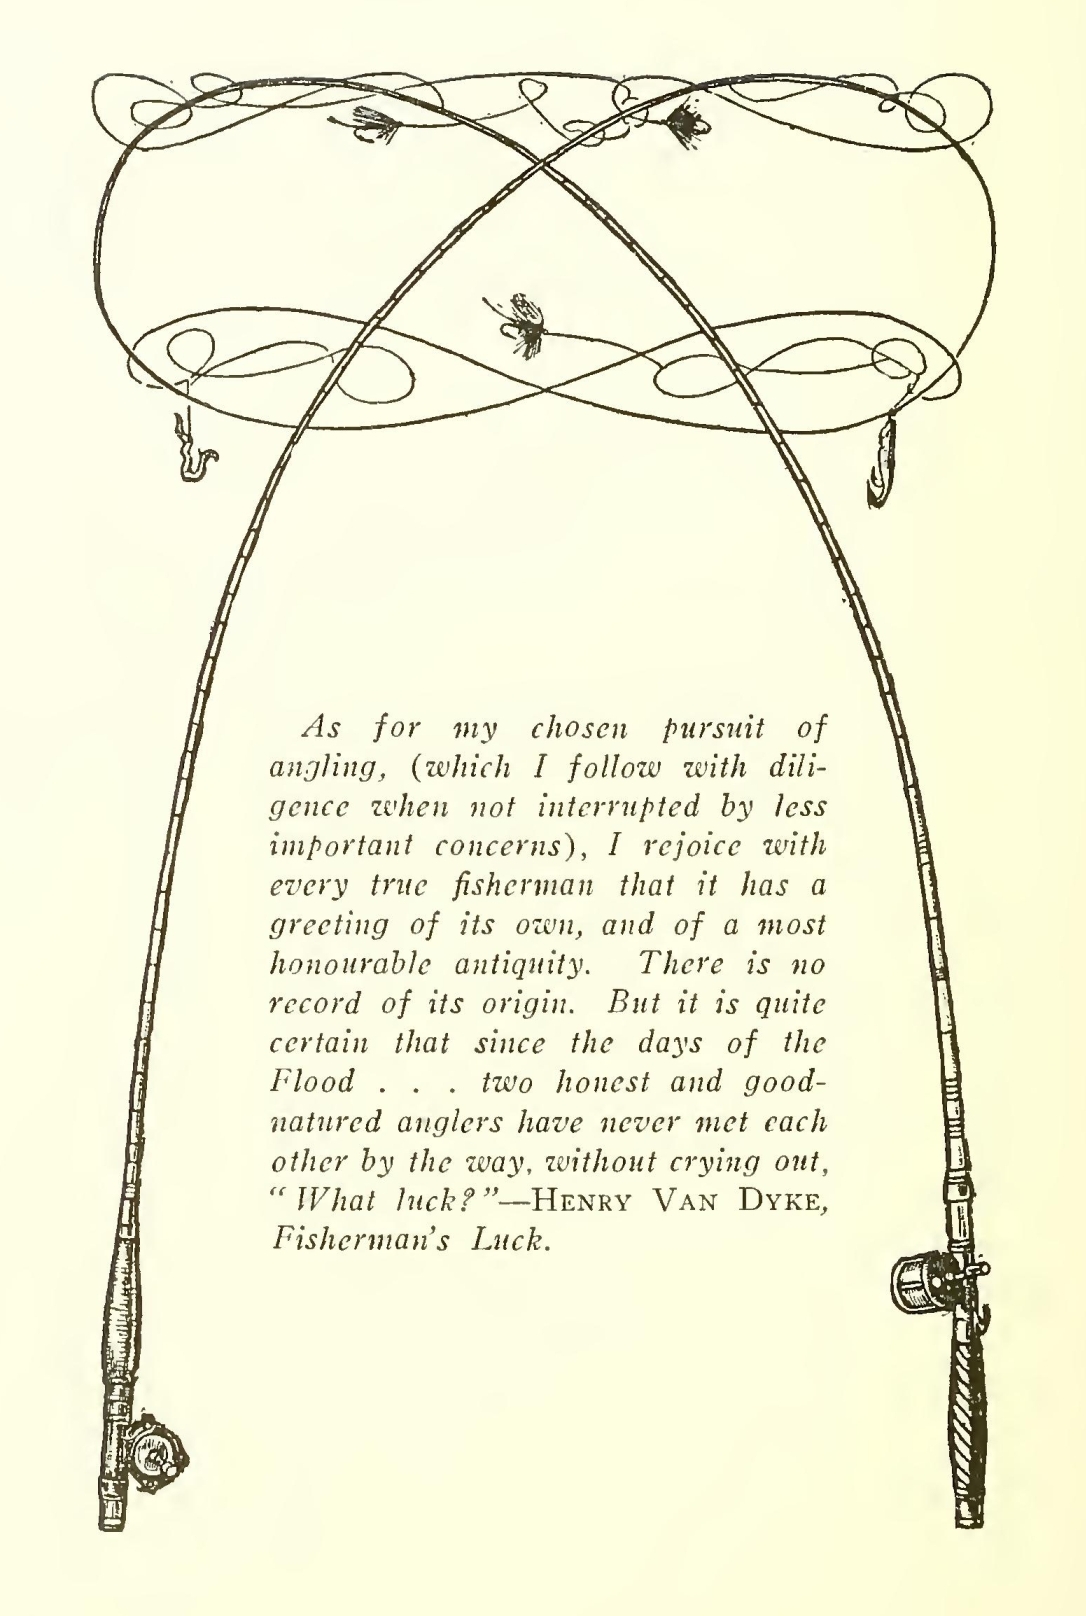 As for my chosen pursuit of
angling, (which I follow with dili-
gence when not interrupted by less
important concerns), I rejoice with
every true fisherman that it has a
greeting of its own, and of a most
honourable antiquity. There is no
record of its origin. But it is quite
certain that since the days of the
Flood . . . two honest and good-
natured anglers have never met each
other by the way, without crying out,
“What luck?”—HENRY VAN DYKE,
Fisherman’s Luck.